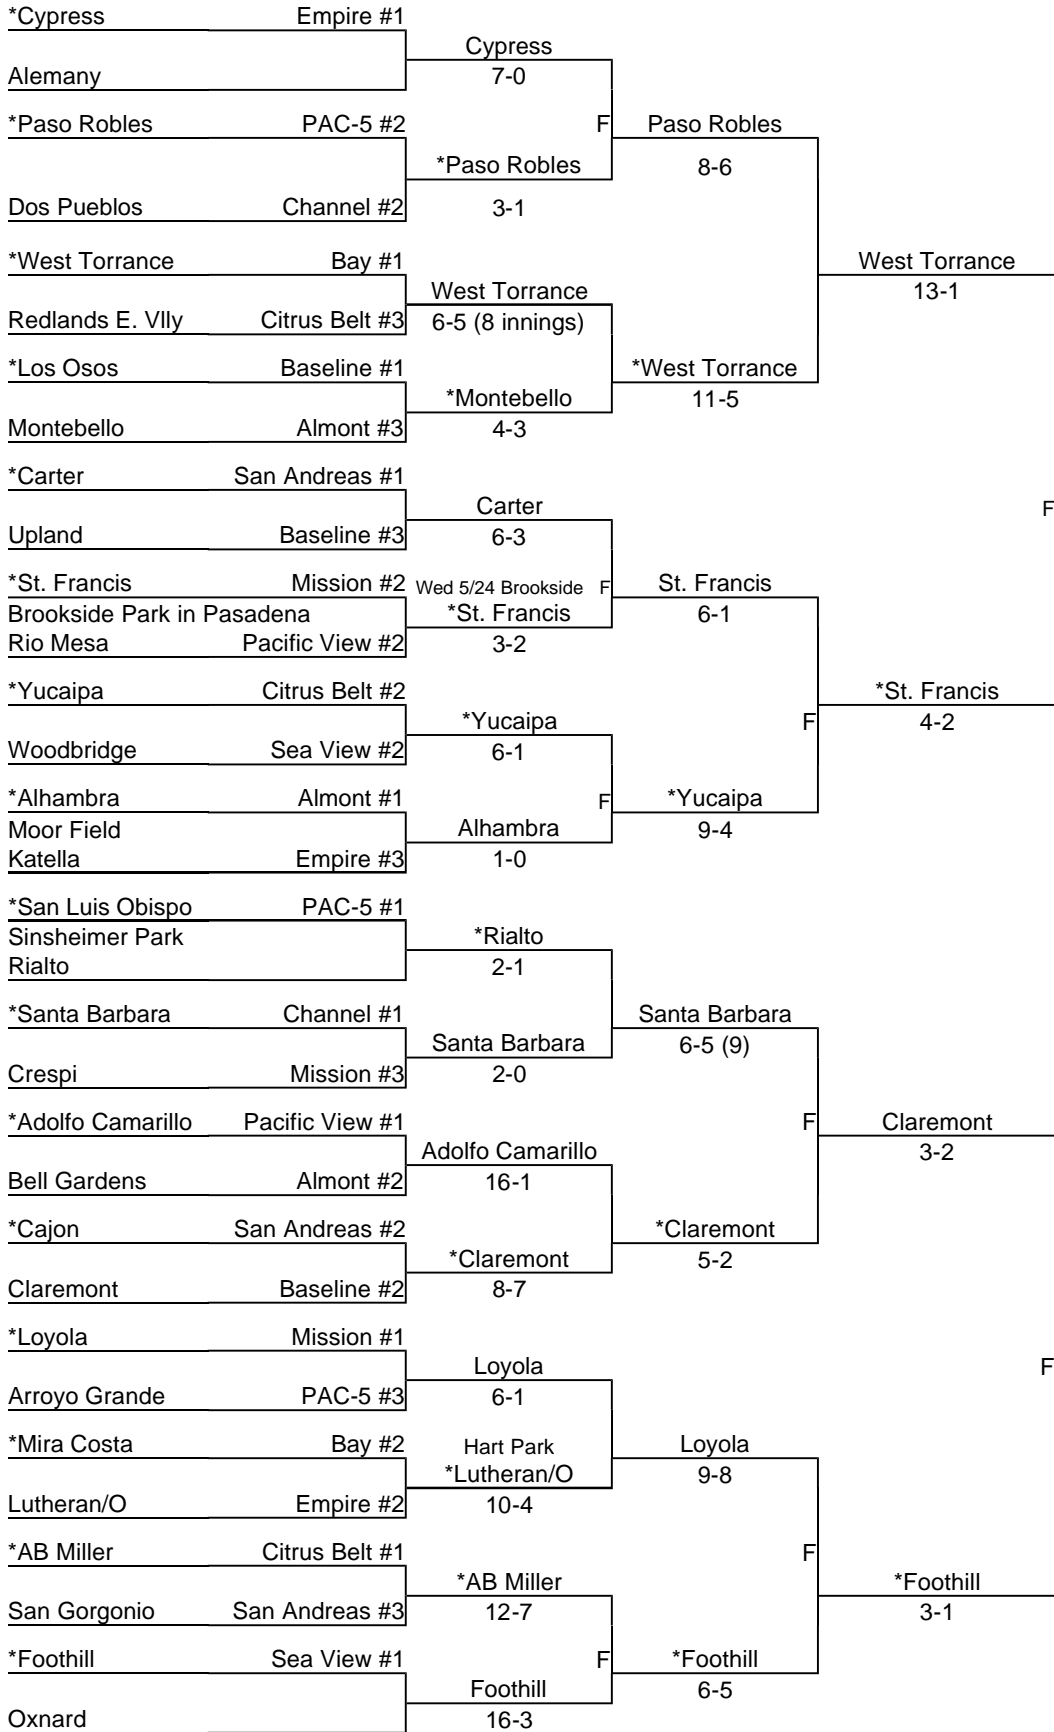 *Cypress Empire #1
Cypress
Alemany 7-0
*Paso Robles PAC-5 #2 F Paso Robles
*Paso Robles 8-6
Dos Pueblos Channel #2 3-1
*West Torrance Bay #1 West Torrance
West Torrance 13-1
Redlands E. Vlly Citrus Belt #3 6-5 (8 innings)
*Los Osos Baseline #1 *West Torrance
*Montebello 11-5
Montebello Almont #3 4-3
*Carter San Andreas #1
Carter F
Upland Baseline #3 6-3
*St. Francis Mission #2 Wed 5/24 Brookside F St. Francis
Brookside Park in Pasadena *St. Francis 6-1
Rio Mesa Pacific View #2 3-2
*Yucaipa Citrus Belt #2 *St. Francis
*Yucaipa F 4-2
Woodbridge Sea View #2 6-1
*Alhambra Almont #1 F *Yucaipa
Moor Field Alhambra 9-4
Katella Empire #3 1-0
*San Luis Obispo PAC-5 #1
Sinsheimer Park *Rialto
Rialto 2-1
*Santa Barbara Channel #1 Santa Barbara
Santa Barbara 6-5 (9)
Crespi Mission #3 2-0
*Adolfo Camarillo Pacific View #1 F Claremont
Adolfo Camarillo 3-2
Bell Gardens Almont #2 16-1
*Cajon San Andreas #2 *Claremont
*Claremont 5-2
Claremont Baseline #2 8-7
*Loyola Mission #1
Loyola F
Arroyo Grande PAC-5 #3 6-1
*Mira Costa Bay #2 Hart Park Loyola
*Lutheran/O 9-8
Lutheran/O Empire #2 10-4
*AB Miller Citrus Belt #1 F
*AB Miller *Foothill
San Gorgonio San Andreas #3 12-7 3-1
*Foothill Sea View #1 F *Foothill
Foothill 6-5
Oxnard 16-3